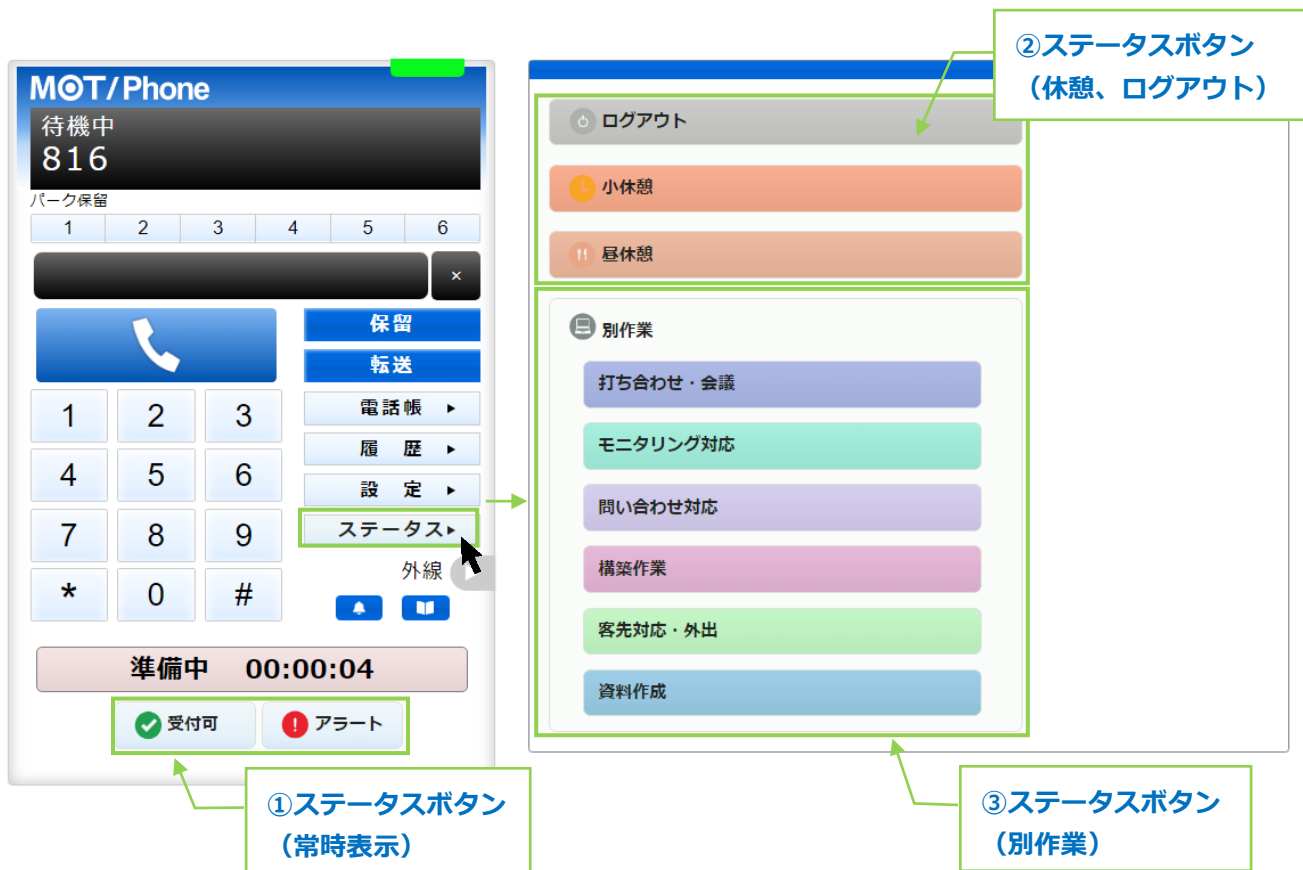 ②ステータスボタン
（休憩、ログアウト）
MOT/Phone
待機中
816
パーク保留
1 2 3 4 5 6
×
保留
転送
電話帳 ▶
履 歴 ▶
設 定 ▶
ステータス▶
外線
1 2 3
4 5 6
7 8 9
* 0 #
準備中 00:00:04
受付可
! アラート
①ステータスボタン
（常時表示）
ログアウト
小休憩
昼休憩
別作業
打ち合わせ・会議
モニタリング対応
問い合わせ対応
構築作業
客先対応・外出
資料作成
③ステータスボタン
（別作業）